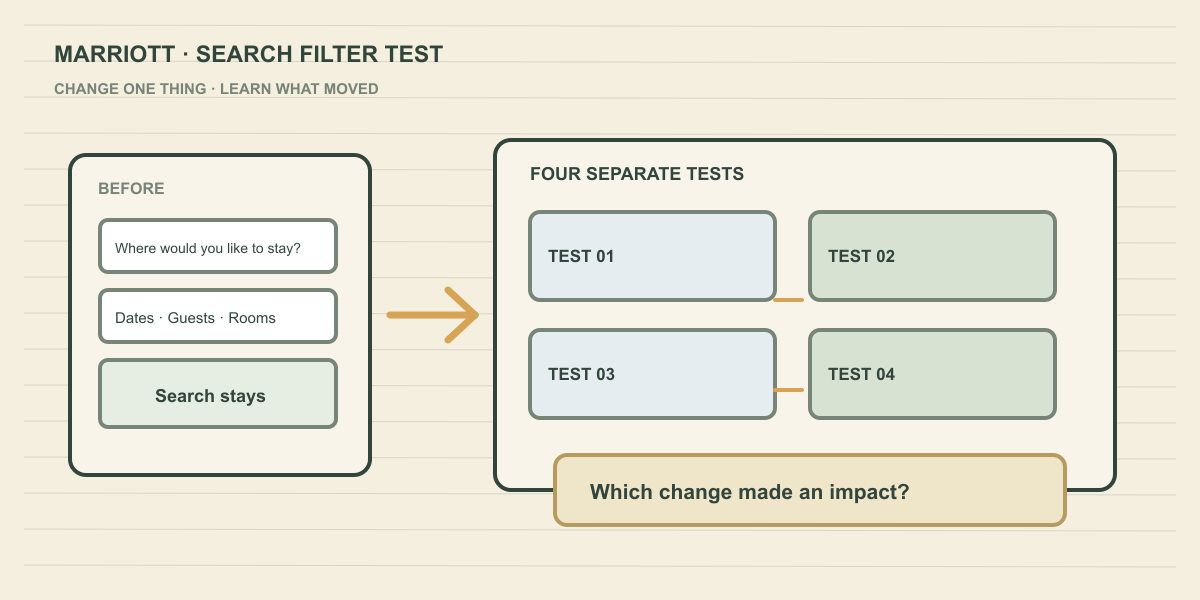 MARRIOTT · SEARCH FILTER TEST
CHANGE ONE THING · LEARN WHAT MOVED
BEFORE
Where would you like to stay?
Dates · Guests · Rooms
Search stays
FOUR SEPARATE TESTS
TEST 01
TEST 02
TEST 03
TEST 04
Which change made an impact?